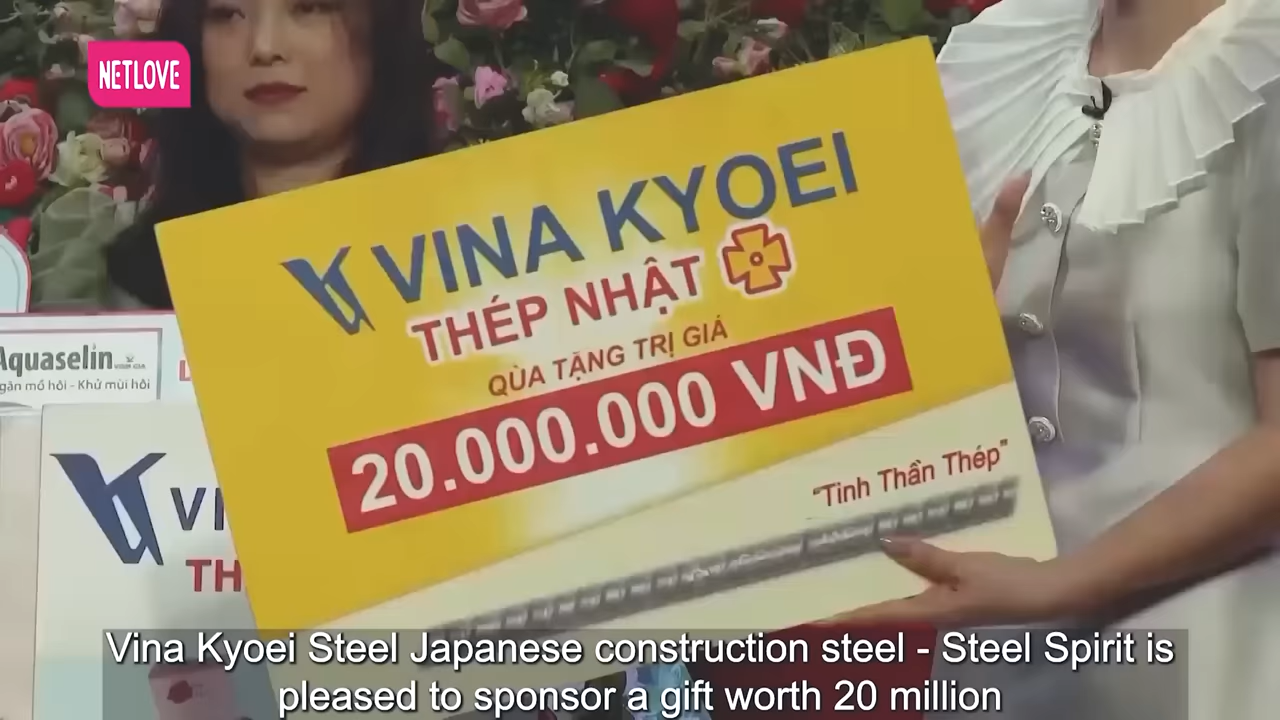 NETLOVE
VINA KYOEI
THÉP NHẬT
QÙA TẶNG TRỊ GIÁ
20.000.000 VNĐ
"Tinh Thần Thép"
Aquaselin
găn mồ hôi - Khử mùi hôi
VI
TH
Vina Kyoei Steel Japanese construction steel - Steel Spirit is
pleased to sponsor a gift worth 20 million